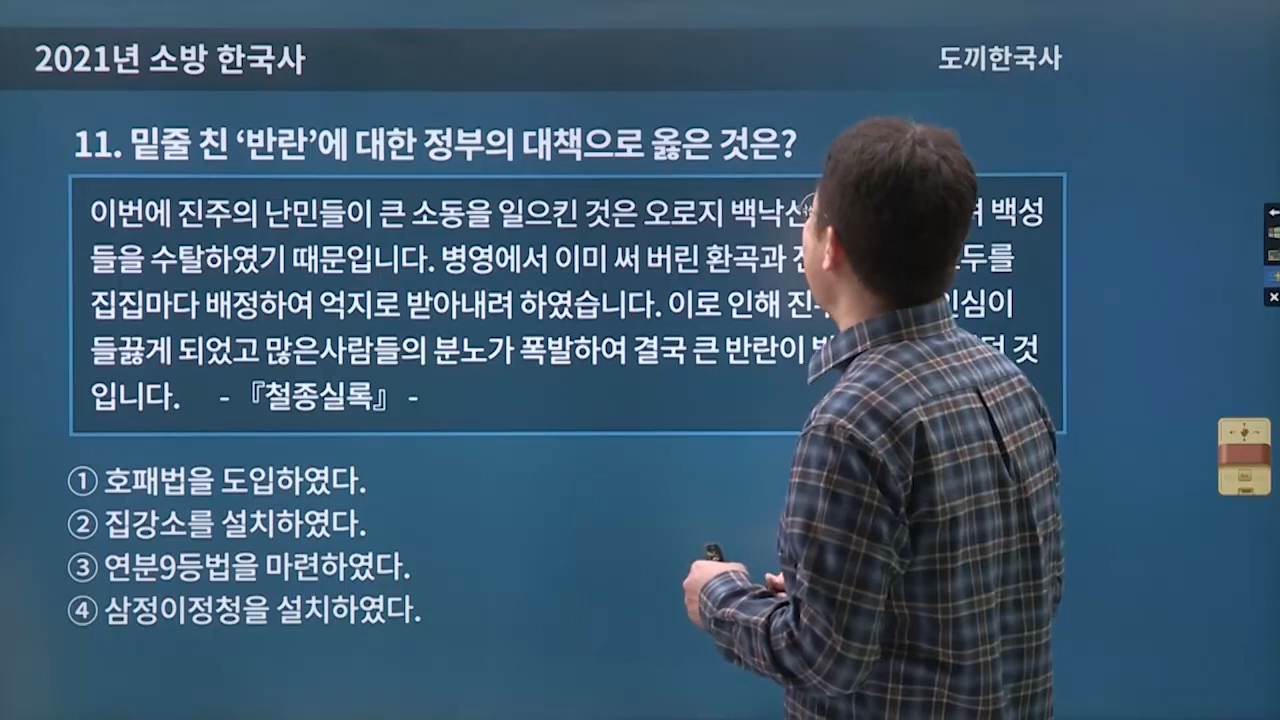 2021년 소방 한국사
도끼한국사
11. 밑줄 친 ‘반란’에 대한 정부의 대책으로 옳은 것은?
이번에 진주의 난민들이 큰 소동을 일으킨 것은 오로지 백성
들을 수탈하였기 때문입니다. 병영에서 이미 써 버린 환곡과
집집마다 배정하여 억지로 받아내려 하였습니다. 이로 인해
들끓게 되었고 많은사람들의 분노가 폭발하여 결국 큰 반란이 것
입니다. - 『철종실록』 -
① 호패법을 도입하였다.
② 집강소를 설치하였다.
③ 연분9등법을 마련하였다.
④ 삼정이정청을 설치하였다.